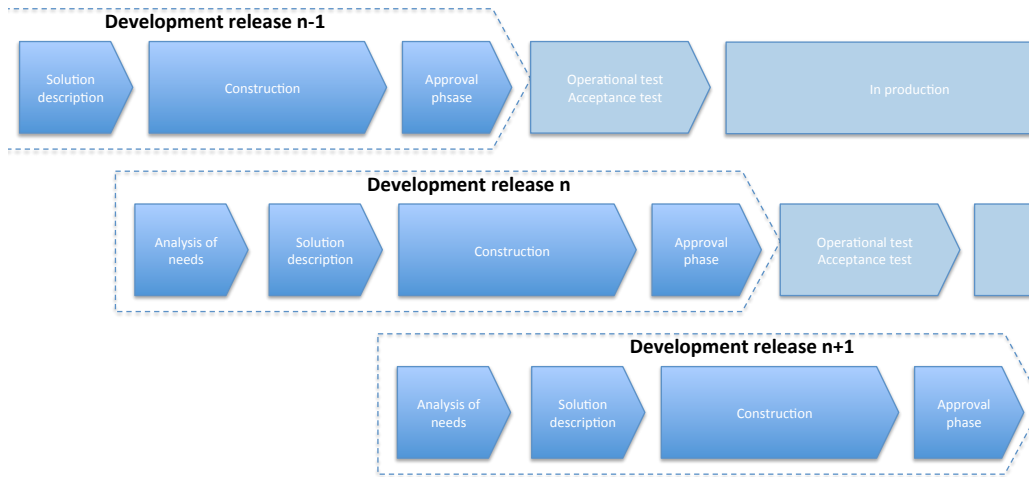 Development release n-1
Solution
description
Construction
Approval
phsase
Operational test
Acceptance test
In production
Development release n
Analysis of
needs
Solution
description
Construction
Approval
phase
Operational test
Acceptance test
Development release n+1
Analysis of
needs
Solution
description
Construction
Approval
phase